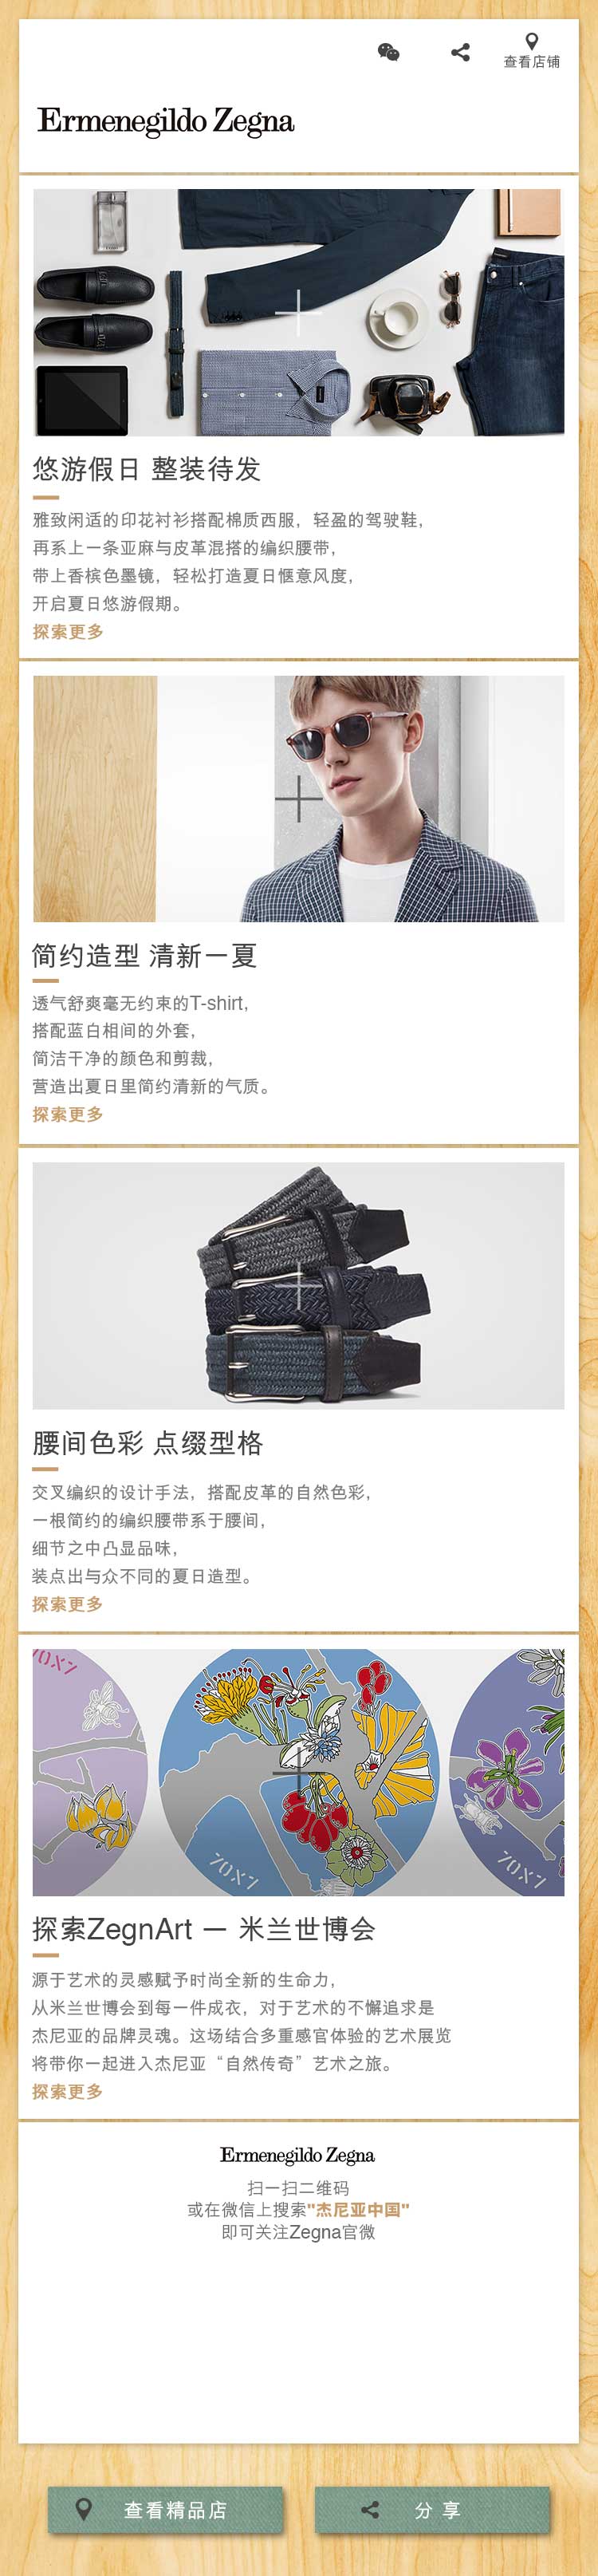 查看店铺
Ermenegildo Zegna
悠游假日 整装待发
雅致闲适的印花衬衫搭配棉质西服，轻盈的驾驶鞋，
再系上一条亚麻与皮革混搭的编织腰带，
带上香槟色墨镜，轻松打造夏日惬意风度，
开启夏日悠游假期。
探索更多
简约造型 清新一夏
透气舒爽毫无约束的T-shirt，
搭配蓝白相间的外套，
简洁干净的颜色和剪裁，
营造出夏日里简约清新的气质。
探索更多
腰间色彩 点缀型格
交叉编织的设计手法，搭配皮革的自然色彩，
一根简约的编织腰带系于腰间，
细节之中凸显品味，
装点出与众不同的夏日造型。
探索更多
70X7
70X7
70X7
探索ZegnArt — 米兰世博会
源于艺术的灵感赋予时尚全新的生命力，
从米兰世博会到每一件成衣，对于艺术的不懈追求是
杰尼亚的品牌灵魂。这场结合多重感官体验的艺术展览
将带你一起进入杰尼亚“自然传奇”艺术之旅。
探索更多
Ermenegildo Zegna
扫一扫二维码
或在微信上搜索"杰尼亚中国"
即可关注Zegna官微
查看精品店
分 享